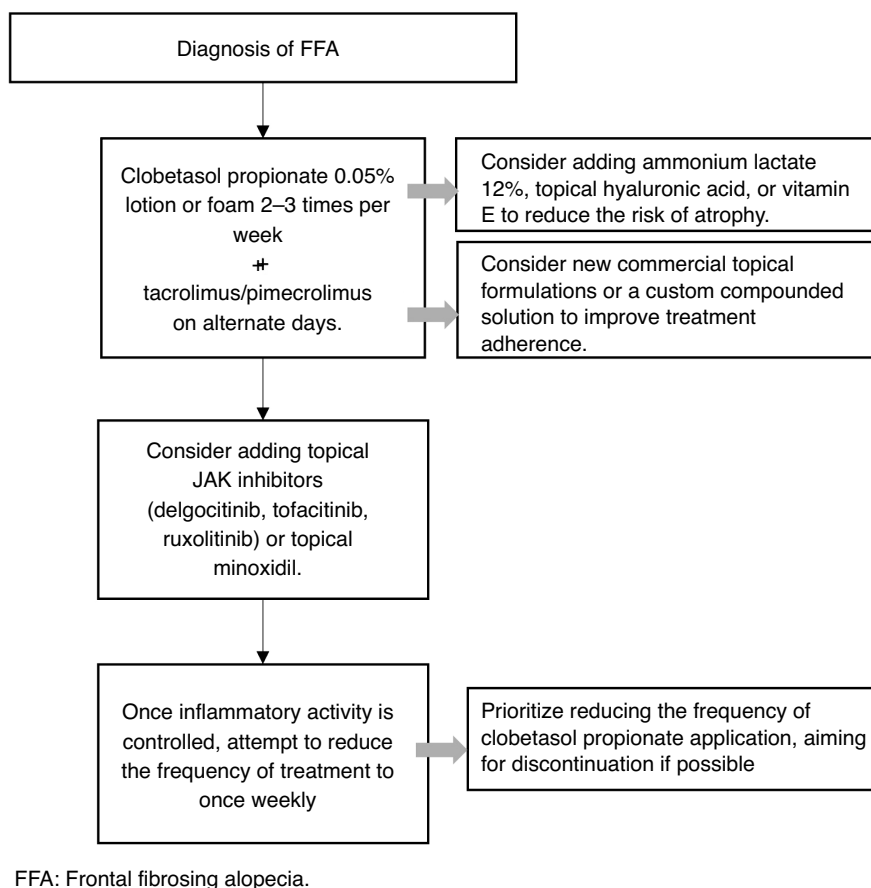 Diagnosis of FFA
Clobetasol propionate 0.05%
lotion or foam 2–3 times per
week
+
tacrolimus/pimecrolimus
on alternate days.
Consider adding ammonium lactate
12%, topical hyaluronic acid, or vitamin
E to reduce the risk of atrophy.
Consider new commercial topical
formulations or a custom compounded
solution to improve treatment
adherence.
Consider adding topical
JAK inhibitors
(delgocitinib, tofacitinib,
ruxolitinib) or topical
minoxidil.
Once inflammatory activity is
controlled, attempt to reduce
the frequency of treatment to
once weekly
Prioritize reducing the frequency of
clobetasol propionate application, aiming
for discontinuation if possible
FFA: Frontal fibrosing alopecia.